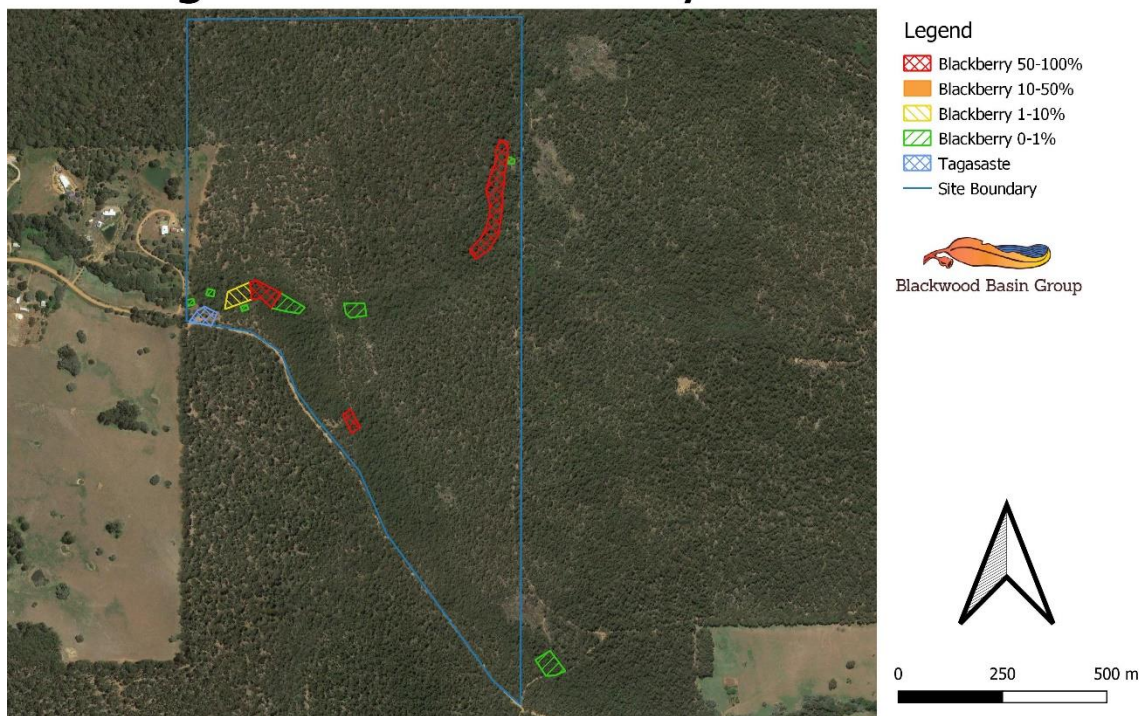 Legend
Blackberry 50-100%
Blackberry 10-50%
Blackberry 1-10%
Blackberry 0-1%
Tagasaste
Site Boundary
Blackwood Basin Group
0 250 500 m